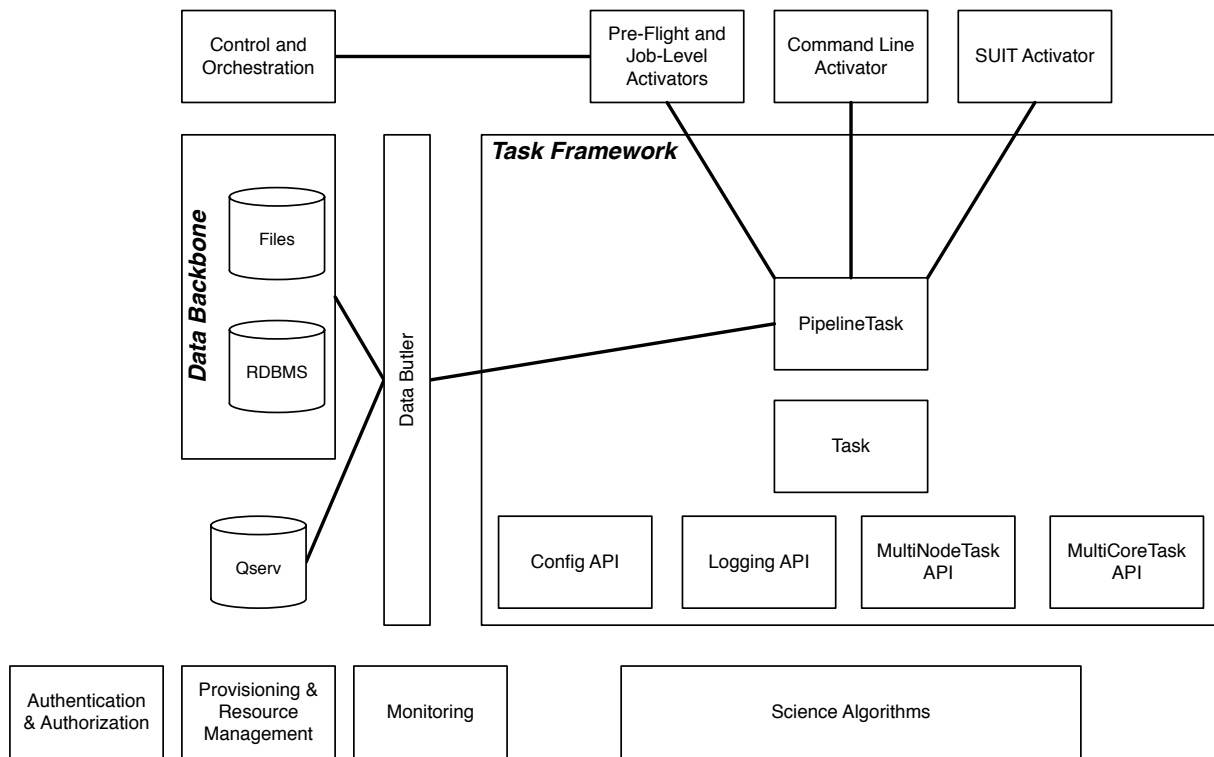 Control and
Orchestration
Pre-Flight and
Job-Level
Activators
Command Line
Activator
SUIT Activator
Task Framework
Data Backbone
Files
RDBMS
Data Butler
PipelineTask
Task
Qserv
Config API
Logging API
MultiNodeTask
API
MultiCoreTask
API
Authentication
& Authorization
Provisioning &
Resource
Management
Monitoring
Science Algorithms